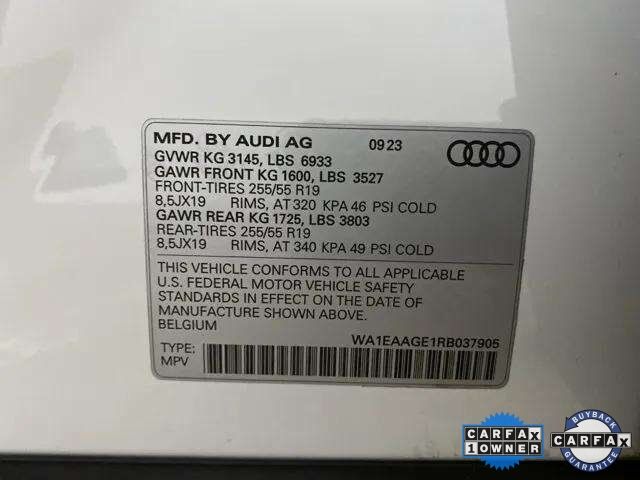 MFD. BY AUDI AG 09 23
GVWR KG 3145, LBS 6933
GAWR FRONT KG 1600, LBS 3527
FRONT-TIRES 255/55 R19
8,5JX19 RIMS, AT 320 KPA 46 PSI COLD
GAWR REAR KG 1725, LBS 3803
REAR-TIRES 255/55 R19
8,5JX19 RIMS, AT 340 KPA 49 PSI COLD
THIS VEHICLE CONFORMS TO ALL APPLICABLE
U.S. FEDERAL MOTOR VEHICLE SAFETY
STANDARDS IN EFFECT ON THE DATE OF
MANUFACTURE SHOWN ABOVE.
BELGIUM
WA1EAAGE1RB037905
TYPE:
MPV
CARFAX
1 OWNER
BUYBACK
CARFAX
GUARANTEE